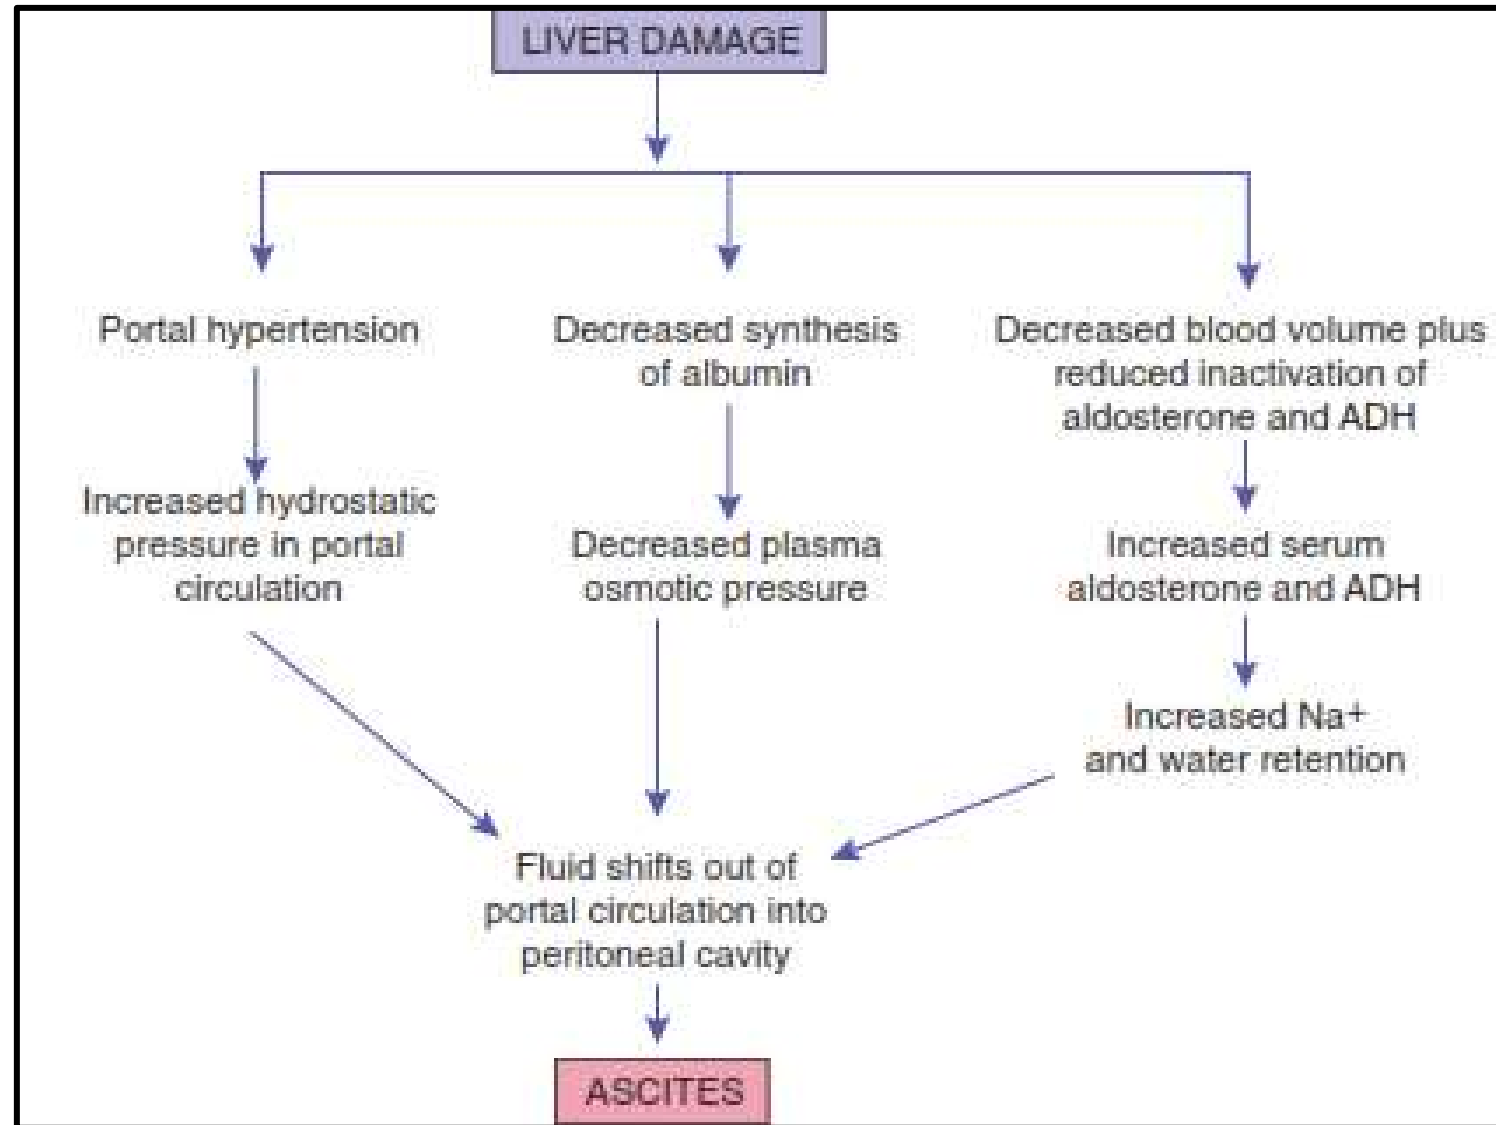 LIVER DAMAGE
Portal hypertension
Increased hydrostatic
pressure in portal
circulation
Decreased synthesis
of albumin
Decreased plasma
osmotic pressure
Decreased blood volume plus
reduced inactivation of
aldosterone and ADH
Increased serum
aldosterone and ADH
Increased Na+
and water retention
Fluid shifts out of
portal circulation into
peritoneal cavity
ASCITES